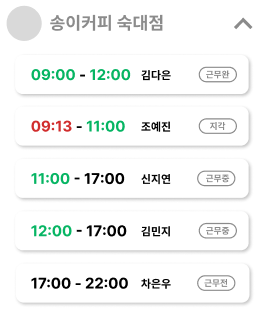 송이커피 숙대점
09:00 - 12:00 김다은 근무완
09:13 - 11:00 조예진 지각
11:00 - 17:00 신지연 근무중
12:00 - 17:00 김민지 근무중
17:00 - 22:00 차은우 근무전